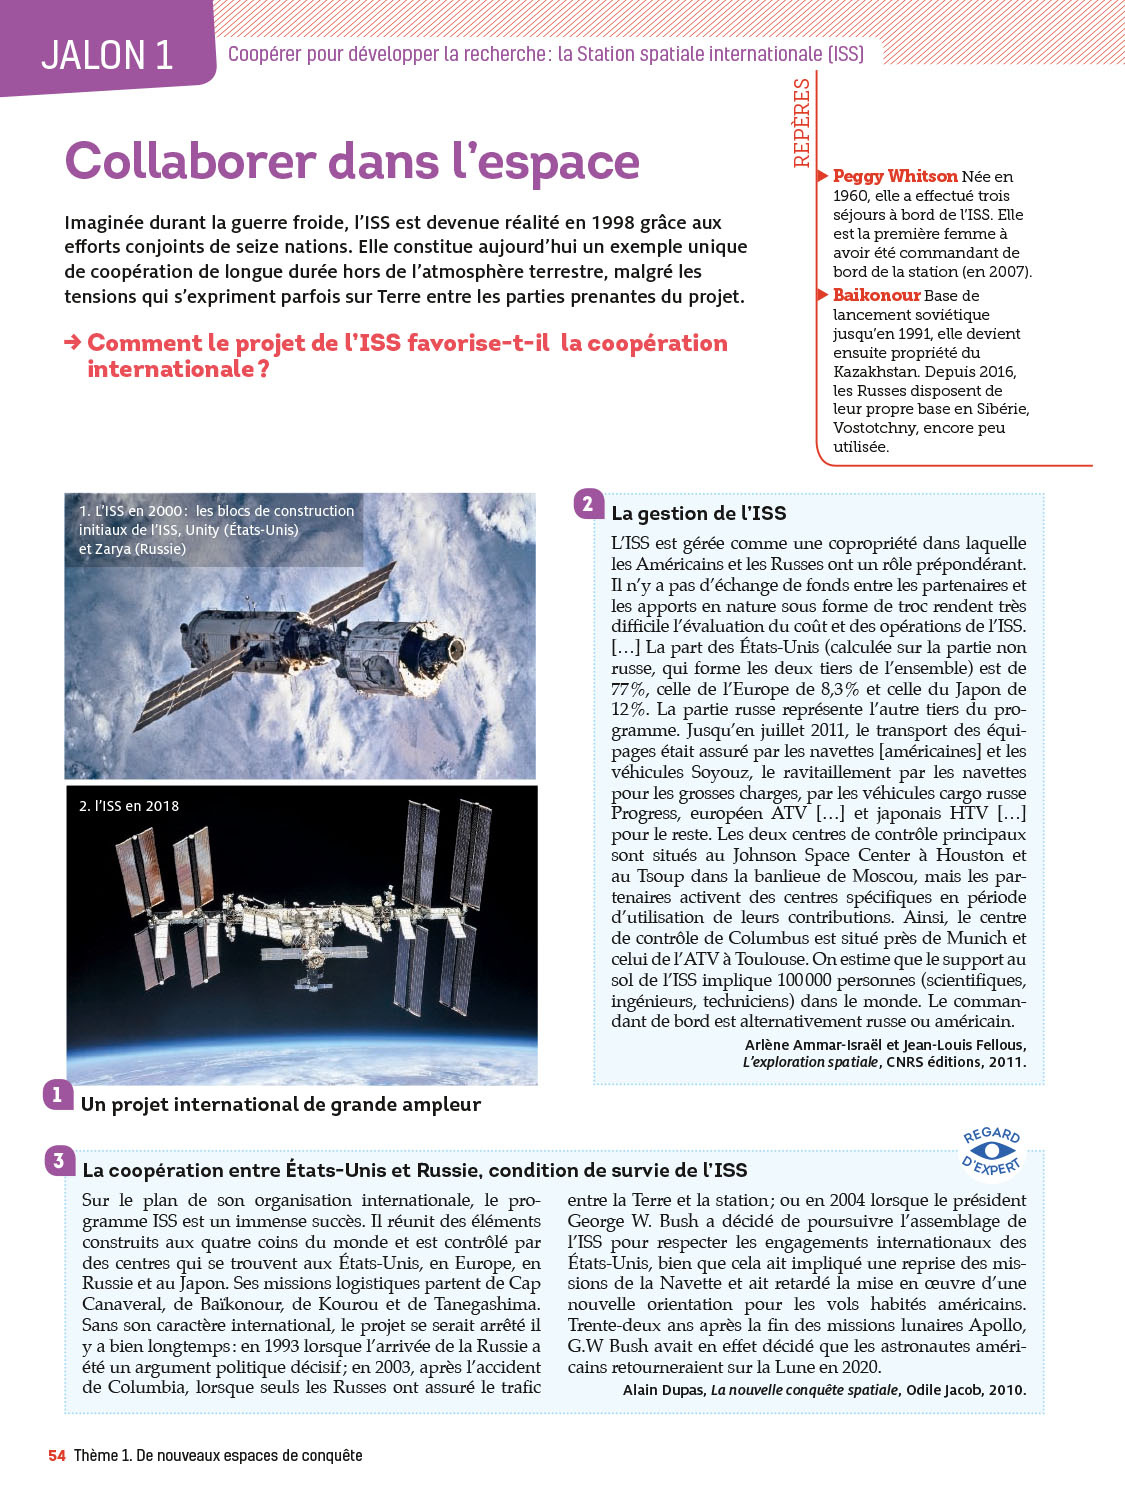 JALON 1
Coopérer pour développer la recherche : la Station spatiale internationale (ISS)
Collaborer dans l'espace
Imaginée durant la guerre froide, l'ISS est devenue réalité en 1998 grâce aux
efforts conjoints de seize nations. Elle constitue aujourd'hui un exemple unique
de coopération de longue durée hors de l'atmosphère terrestre, malgré les
tensions qui s'expriment parfois sur Terre entre les parties prenantes du projet.
→ Comment le projet de l'ISS favorise-t-il la coopération
internationale ?
REPÈRES
Peggy Whitson Née en
1960, elle a effectué trois
séjours à bord de l'ISS. Elle
est la première femme à
avoir été commandant de
bord de la station (en 2007).
Baikonour Base de
lancement soviétique
jusqu'en 1991, elle devient
ensuite propriété du
Kazakhstan. Depuis 2016,
les Russes disposent de
leur propre base en Sibérie,
Vostotchny, encore peu
utilisée.
1. L'ISS en 2000 : les blocs de construction
initiaux de l'ISS, Unity (États-Unis)
et Zarya (Russie)
2. l'ISS en 2018
1
Un projet international de grande ampleur
2
La gestion de l'ISS
L'ISS est gérée comme une copropriété dans laquelle
les Américains et les Russes ont un rôle prépondérant.
Il n'y a pas d'échange de fonds entre les partenaires et
les apports en nature sous forme de troc rendent très
difficile l'évaluation du coût et des opérations de l'ISS.
[…] La part des États-Unis (calculée sur la partie non
russe, qui forme les deux tiers de l'ensemble) est de
77 %, celle de l'Europe de 8,3 % et celle du Japon de
12 %. La partie russe représente l'autre tiers du pro-
gramme. Jusqu'en juillet 2011, le transport des équi-
pages était assuré par les navettes [américaines] et les
véhicules Soyouz, le ravitaillement par les navettes
pour les grosses charges, par les véhicules cargo russe
Progress, européen ATV […] et japonais HTV […]
pour le reste. Les deux centres de contrôle principaux
sont situés au Johnson Space Center à Houston et
au Tsoup dans la banlieue de Moscou, mais les par-
tenaires activent des centres spécifiques en période
d'utilisation de leurs contributions. Ainsi, le centre
de contrôle de Columbus est situé près de Munich et
celui de l'ATV à Toulouse. On estime que le support au
sol de l'ISS implique 100 000 personnes (scientifiques,
ingénieurs, techniciens) dans le monde. Le comman-
dant de bord est alternativement russe ou américain.
Arlène Ammar-Israël et Jean-Louis Fellous,
L'exploration spatiale, CNRS éditions, 2011.
3
La coopération entre États-Unis et Russie, condition de survie de l'ISS
REGARD
D'EXPERT
Sur le plan de son organisation internationale, le pro-
gramme ISS est un immense succès. Il réunit des éléments
construits aux quatre coins du monde et est contrôlé par
des centres qui se trouvent aux États-Unis, en Europe, en
Russie et au Japon. Ses missions logistiques partent de Cap
Canaveral, de Baïkonour, de Kourou et de Tanegashima.
Sans son caractère international, le projet se serait arrêté il
y a bien longtemps : en 1993 lorsque l'arrivée de la Russie a
été un argument politique décisif ; en 2003, après l'accident
de Columbia, lorsque seuls les Russes ont assuré le trafic
entre la Terre et la station ; ou en 2004 lorsque le président
George W. Bush a décidé de poursuivre l'assemblage de
l'ISS pour respecter les engagements internationaux des
États-Unis, bien que cela ait impliqué une reprise des mis-
sions de la Navette et ait retardé la mise en œuvre d'une
nouvelle orientation pour les vols habités américains.
Trente-deux ans après la fin des missions lunaires Apollo,
G.W Bush avait en effet décidé que les astronautes améri-
cains retourneraient sur la Lune en 2020.
Alain Dupas, La nouvelle conquête spatiale, Odile Jacob, 2010.
54 Thème 1. De nouveaux espaces de conquête